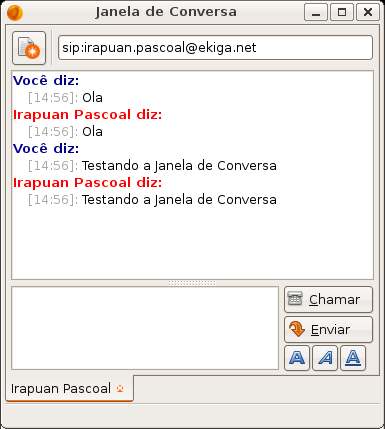 Janela de Conversa
sip:irapuan.pascoal@ekiga.net
Você diz:
[14:56]: Ola
Irapuan Pascoal diz:
[14:56]: Ola
Você diz:
[14:56]: Testando a Janela de Conversa
Irapuan Pascoal diz:
[14:56]: Testando a Janela de Conversa
Chamar
Enviar
A A A
Irapuan Pascoal